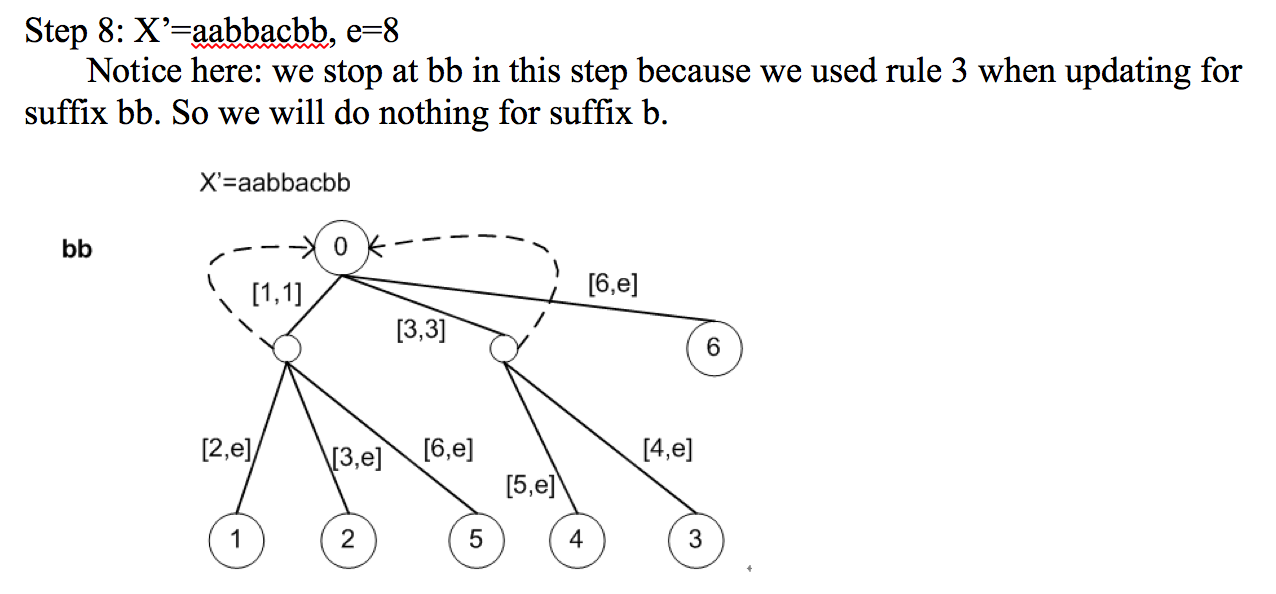 Step 8: X’=aabbacbb, e=8
Notice here: we stop at bb in this step because we used rule 3 when updating for
suffix bb. So we will do nothing for suffix b.
X’=aabbacbb
bb
0
[1,1]
[6,e]
[3,3]
6
[2,e]
[3,e]
[6,e]
[4,e]
[5,e]
1
2
5
4
3